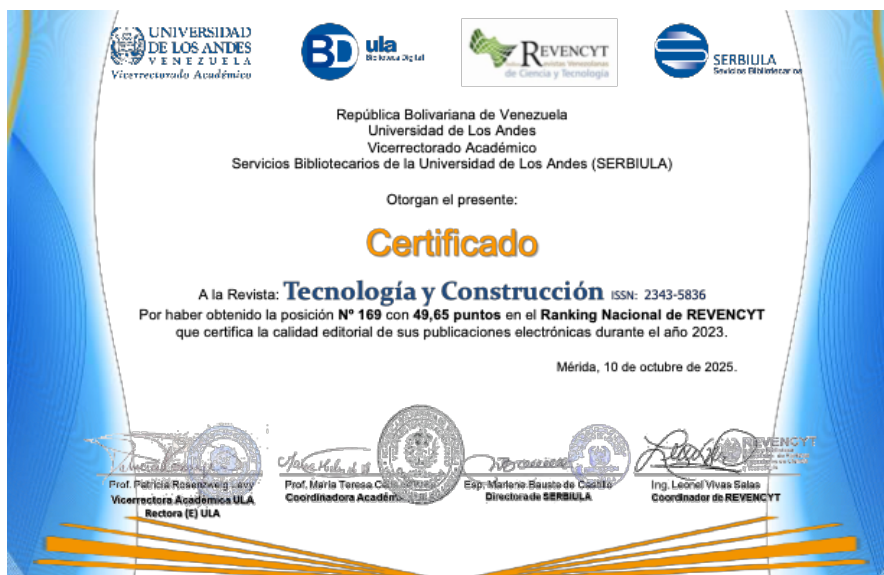 UNIVERSIDAD
DE LOS ANDES
VENEZUELA
Vicerrectorado Académico
BD ula
Biblioteca Digital
REVENCYT
Revistas Venezolanas
de Ciencia y Tecnología
SERBIULA
Servicios Bibliotecarios
República Bolivariana de Venezuela
Universidad de Los Andes
Vicerrectorado Académico
Servicios Bibliotecarios de la Universidad de Los Andes (SERBIULA)
Otorgan el presente:
Certificado
A la Revista: Tecnología y Construcción ISSN: 2343-5836
Por haber obtenido la posición Nº 169 con 49,65 puntos en el Ranking Nacional de REVENCYT
que certifica la calidad editorial de sus publicaciones electrónicas durante el año 2023.
Mérida, 10 de octubre de 2025.
REVENCYT
Prof. Patricia Rosenzweig Levy
Vicerrectora Académica ULA
Rectora (E) ULA
Prof. María Teresa
Coordinadora
Esp. Marlene Bauste de Castillo
Directora de SERBIULA
Ing. Leonel Vivas Salas
Coordinador de REVENCYT